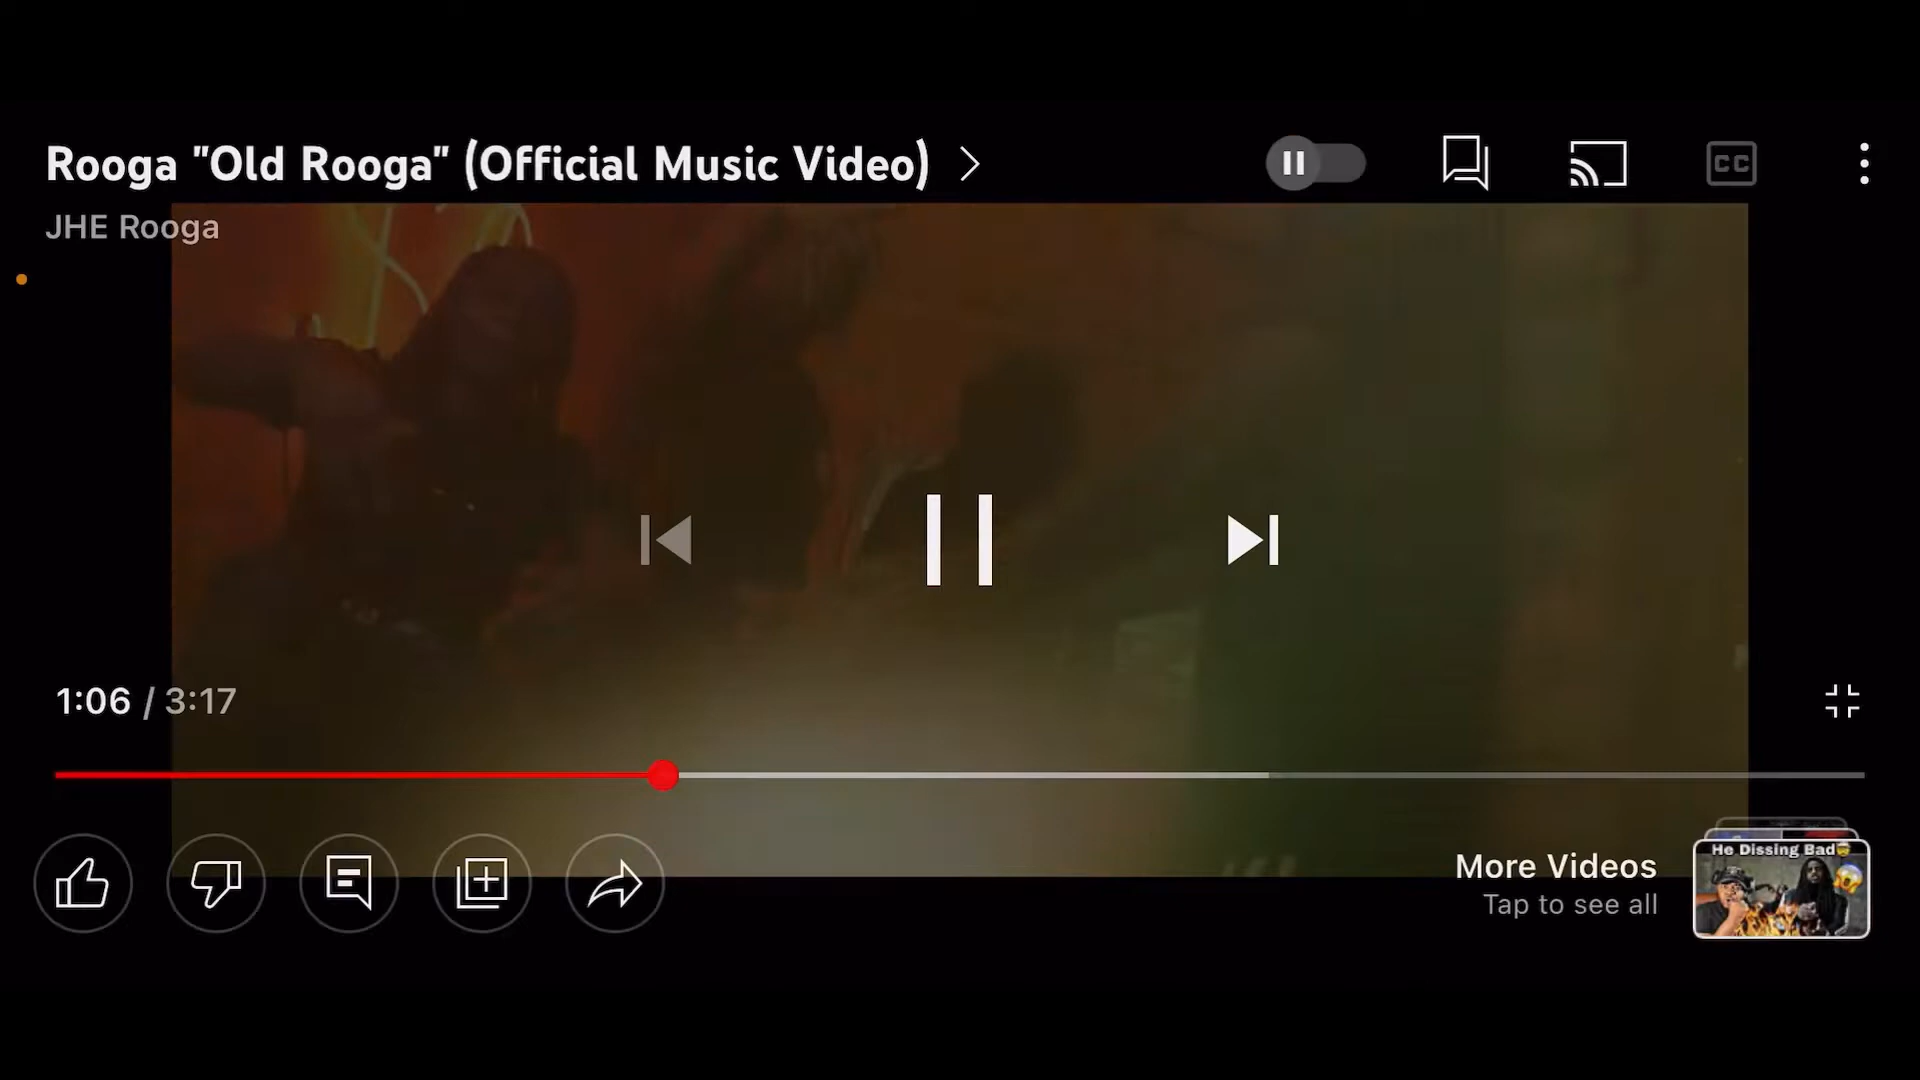 Rooga "Old Rooga" (Official Music Video)
JHE Rooga
CC
1:06 / 3:17
More Videos
Tap to see all
He Dissing Bad🤯